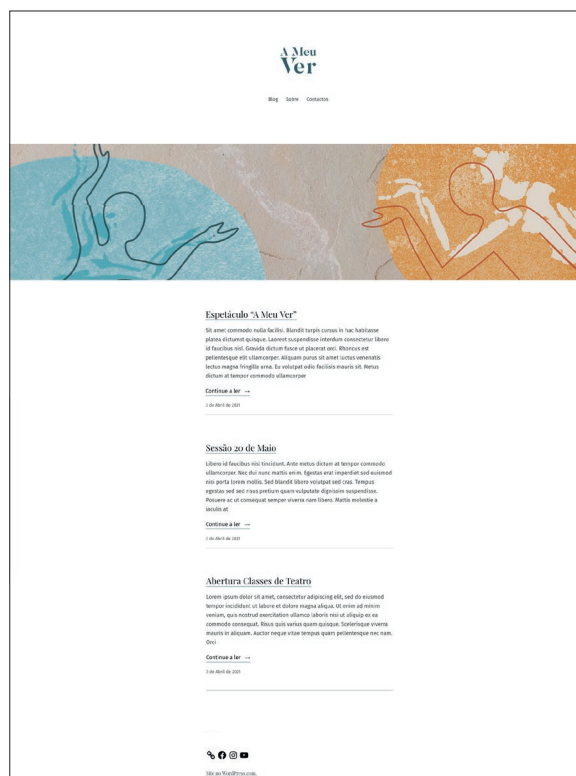 A Meu
Ver
Blog Sobre Contactos
Espetáculo “A Meu Ver”
Sit amet commodo nulla facilisi. Blandit turpis cursus in hac habitasse
platea dictumst quisque. Laoreet suspendisse interdum consectetur libero
id faucibus nisl. Gravida dictum fusce ut placerat orci. Rhoncus est
pellentesque elit ullamcorper. Aliquam purus sit amet luctus venenatis
lectus magna fringilla urna. Eu volutpat odio facilisis mauris sit. Metus
dictum at tempor commodo ullamcorper
Continue a ler →
5 de Abril de 2021
Sessão 20 de Maio
Libero id faucibus nisl tincidunt. Ante metus dictum at tempor commodo
ullamcorper. Nec dui nunc mattis enim. Egestas erat imperdiet sed euismod
nisi porta lorem mollis. Sed blandit libero volutpat sed cras. Tempus
egestas sed sed risus pretium quam vulputate dignissim suspendisse.
Posuere ac ut consequat semper viverra nam libero. Mattis molestie a
iaculis at
Continue a ler →
5 de Abril de 2021
Abertura Classes de Teatro
Lorem ipsum dolor sit amet, consectetur adipiscing elit, sed do eiusmod
tempor incididunt ut labore et dolore magna aliqua. Ut enim ad minim
veniam, quis nostrud exercitation ullamco laboris nisi ut aliquip ex ea
commodo consequat. Risus quis varius quam quisque. Scelerisque viverra
mauris in aliquam. Auctor neque vitae tempus quam pellentesque nec nam.
Orci
Continue a ler →
5 de Abril de 2021
Site no WordPress.com.